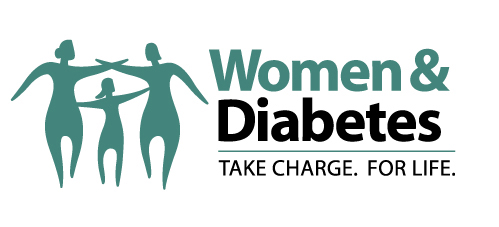 Women &
Diabetes
TAKE CHARGE. FOR LIFE.